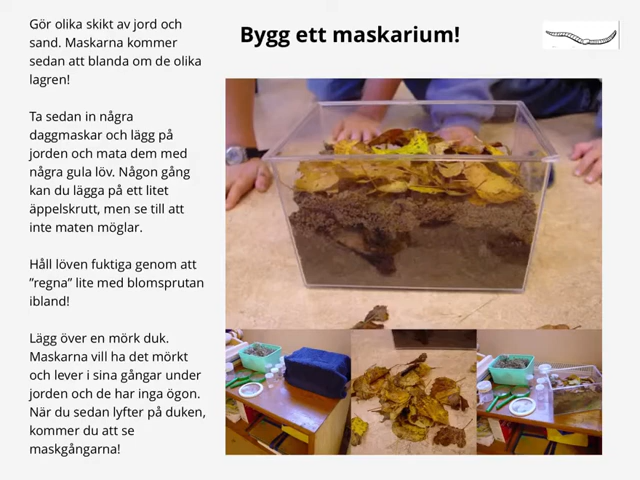 Bygg ett maskarium!
Gör olika skikt av jord och
sand. Maskarna kommer
sedan att blanda om de olika
lagren!
Ta sedan in några
daggmaskar och lägg på
jorden och mata dem med
några gula löv. Någon gång
kan du lägga på ett litet
äppelskrutt, men se till att
inte maten möglar.
Håll löven fuktiga genom att
”regna” lite med blomsprutan
ibland!
Lägg över en mörk duk.
Maskarna vill ha det mörkt
och lever i sina gångar under
jorden och de har inga ögon.
När du sedan lyfter på duken,
kommer du att se
maskgångarna!